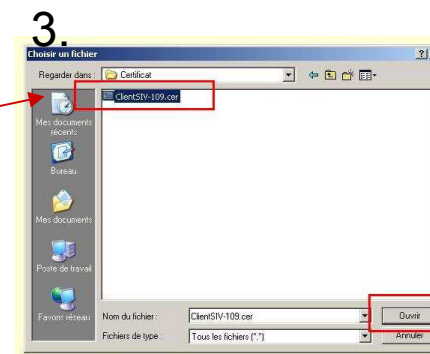 3.
Choisir un fichier
?
Regarder dans :
Certificat
ClientSIV-109.cer
Mes documents
récents
Bureau
Mes documents
Poste de travail
Favoris réseau
Nom du fichier :
ClientSIV-109.cer
Ouvrir
Fichiers de type :
Tous les fichiers (*.*)
Annuler